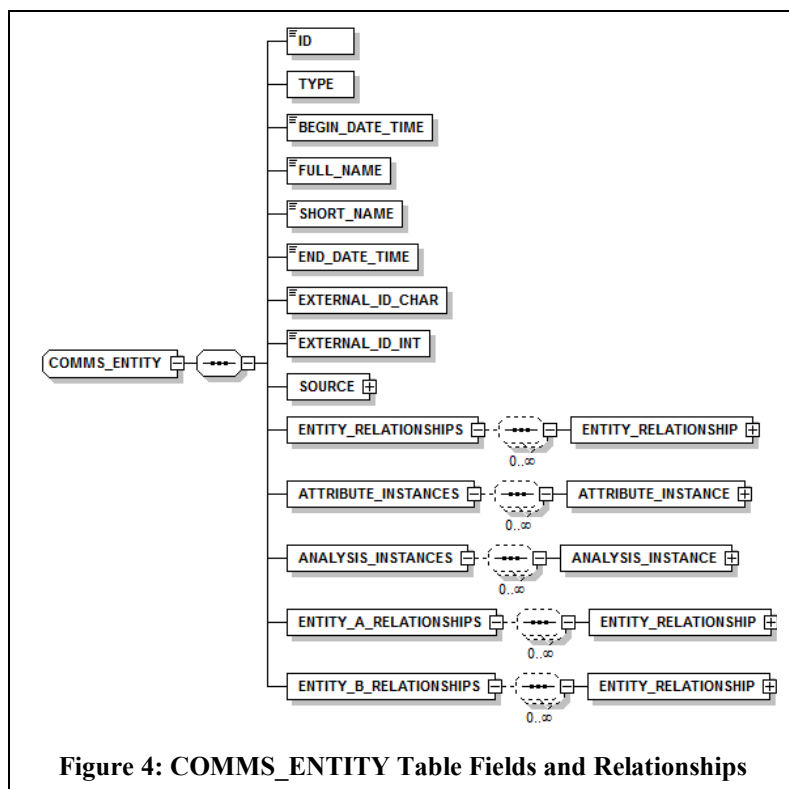 ID
TYPE
BEGIN_DATE_TIME
FULL_NAME
SHORT_NAME
END_DATE_TIME
EXTERNAL_ID_CHAR
EXTERNAL_ID_INT
COMMS_ENTITY
SOURCE
ENTITY_RELATIONSHIPS ENTITY_RELATIONSHIP
0..∞
ATTRIBUTE_INSTANCES ATTRIBUTE_INSTANCE
0..∞
ANALYSIS_INSTANCES ANALYSIS_INSTANCE
0..∞
ENTITY_A_RELATIONSHIPS ENTITY_RELATIONSHIP
0..∞
ENTITY_B_RELATIONSHIPS ENTITY_RELATIONSHIP
0..∞
Figure 4: COMMS_ENTITY Table Fields and Relationships